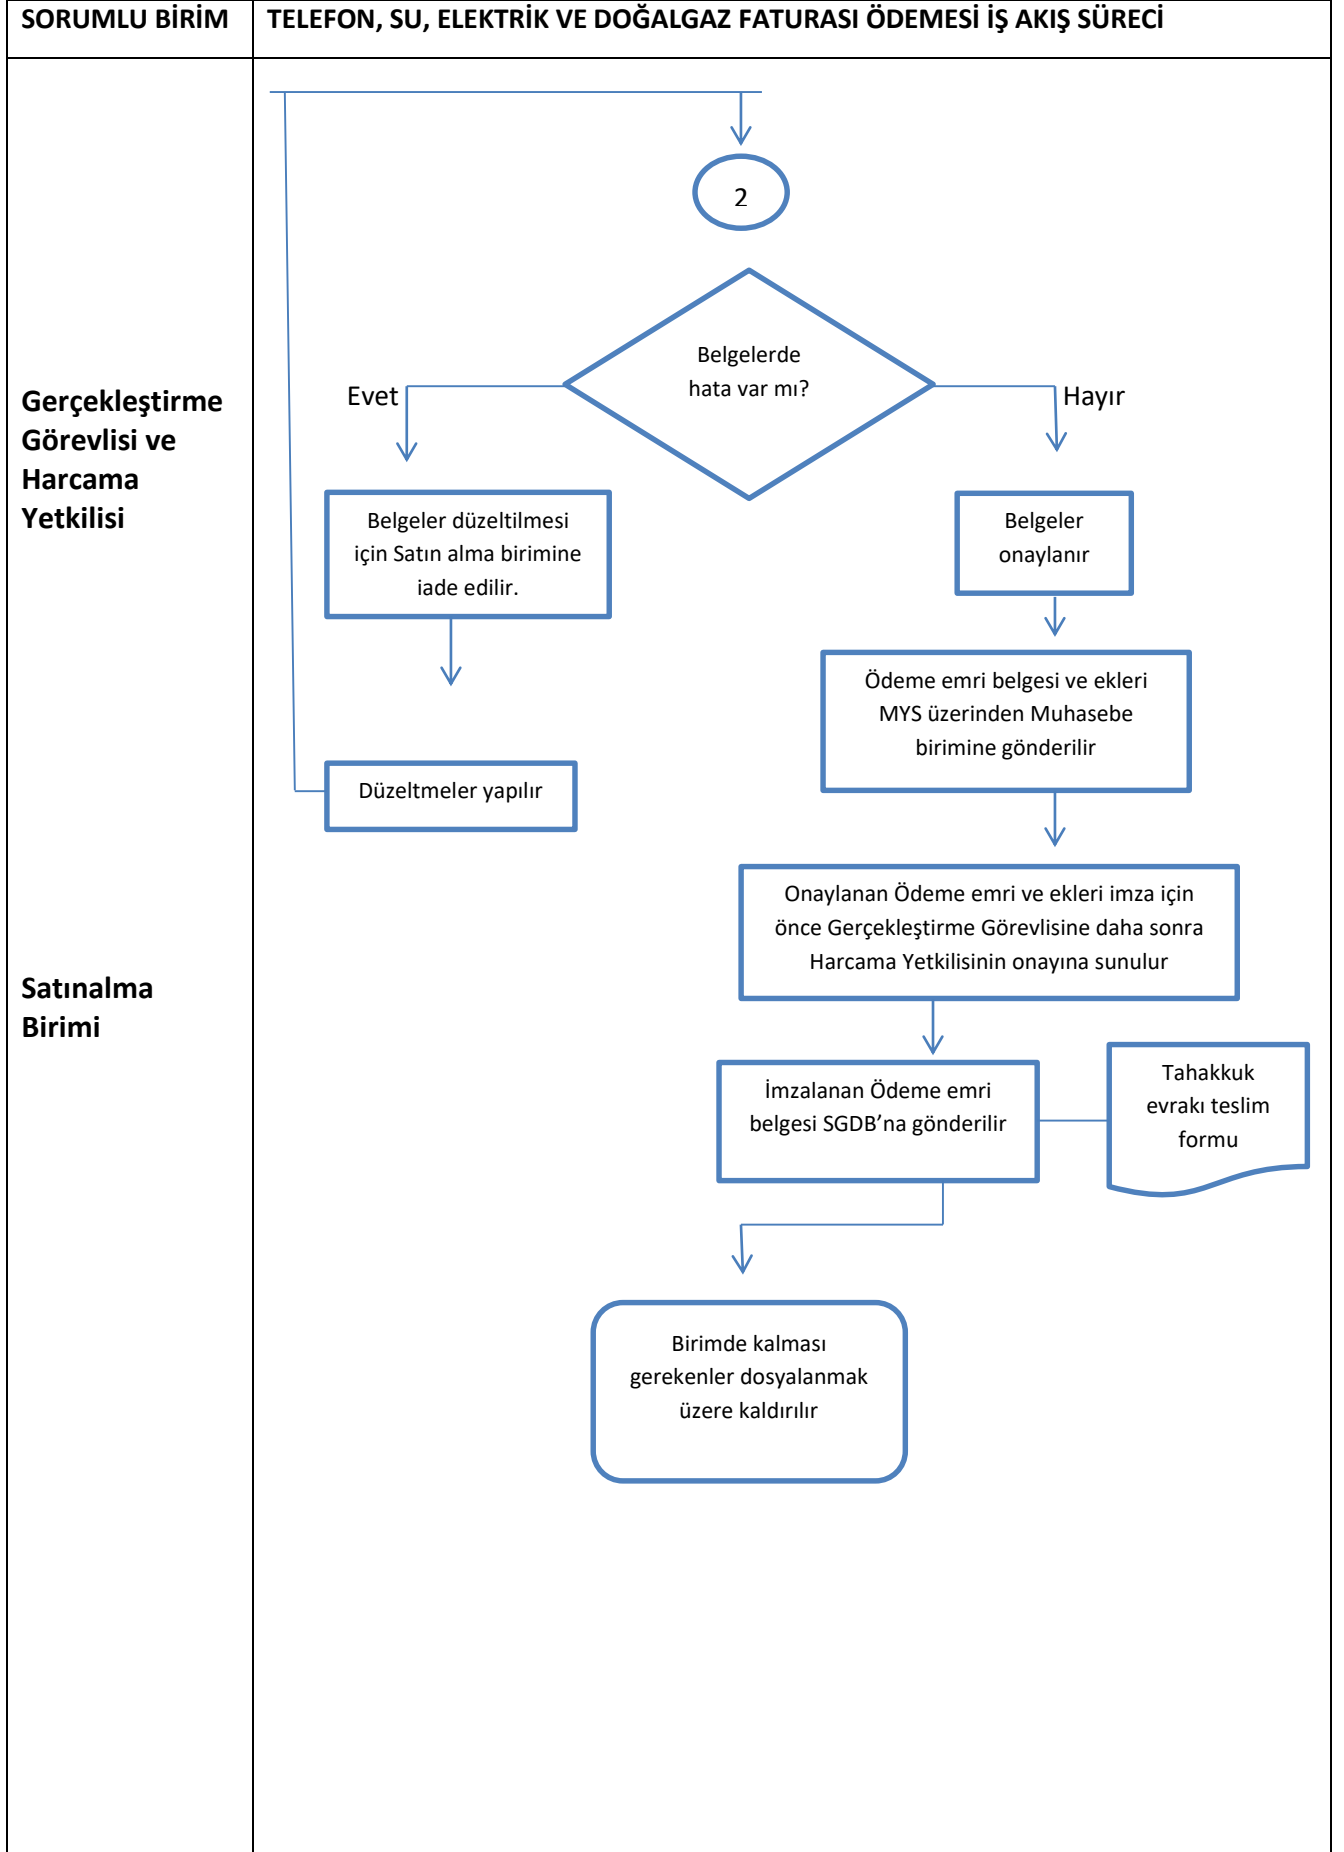 SORUMLU BİRİM
TELEFON, SU, ELEKTRİK VE DOĞALGAZ FATURASI ÖDEMESİ İŞ AKIŞ SÜRECİ
2
Belgelerde
hata var mı?
Evet
Hayır
Gerçekleştirme
Görevlisi ve
Harcama
Yetkilisi
Belgeler düzeltilmesi
için Satın alma birimine
iade edilir.
Belgeler
onaylanır
Ödeme emri belgesi ve ekleri
MYS üzerinden Muhasebe
birimine gönderilir
Düzeltmeler yapılır
Onaylanan Ödeme emri ve ekleri imza için
önce Gerçekleştirme Görevlisine daha sonra
Harcama Yetkilisinin onayına sunulur
Satınalma
Birimi
İmzalanan Ödeme emri
belgesi SGDB’na gönderilir
Tahakkuk
evrakı teslim
formu
Birimde kalması
gerekenler dosyalanmak
üzere kaldırılır